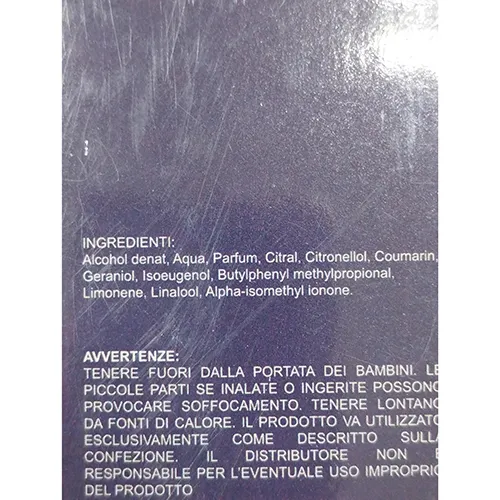 INGREDIENTI:
Alcohol denat, Aqua, Parfum, Citral, Citronellol, Coumarin,
Geraniol, Isoeugenol, Butylphenyl methylpropional,
Limonene, Linalool, Alpha-isomethyl ionone.
AVVERTENZE:
TENERE FUORI DALLA PORTATA DEI BAMBINI. LE
PICCOLE PARTI SE INALATE O INGERITE POSSONO
PROVOCARE SOFFOCAMENTO. TENERE LONTANO
DA FONTI DI CALORE. IL PRODOTTO VA UTILIZZATO
ESCLUSIVAMENTE COME DESCRITTO SULLA
CONFEZIONE. IL DISTRIBUTORE NON È
RESPONSABILE PER L'EVENTUALE USO IMPROPRIO
DEL PRODOTTO